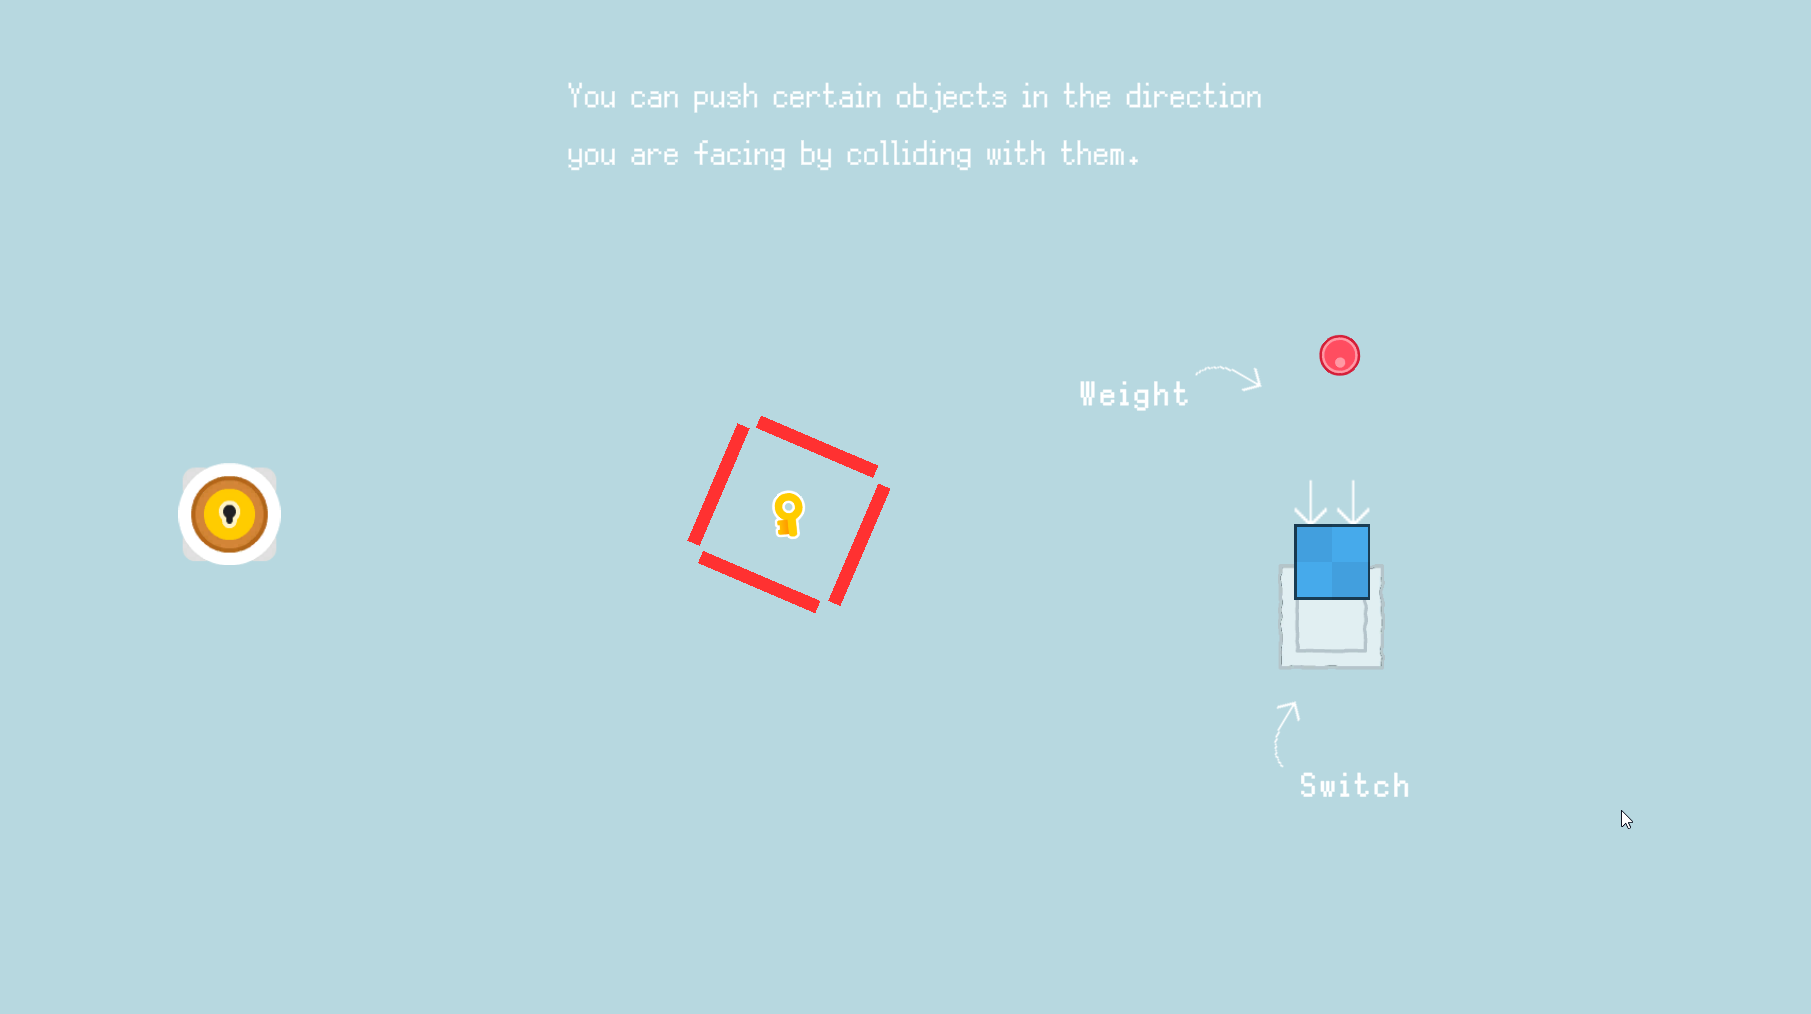 You can push certain objects in the direction
you are facing by colliding with them.
Weight
Switch